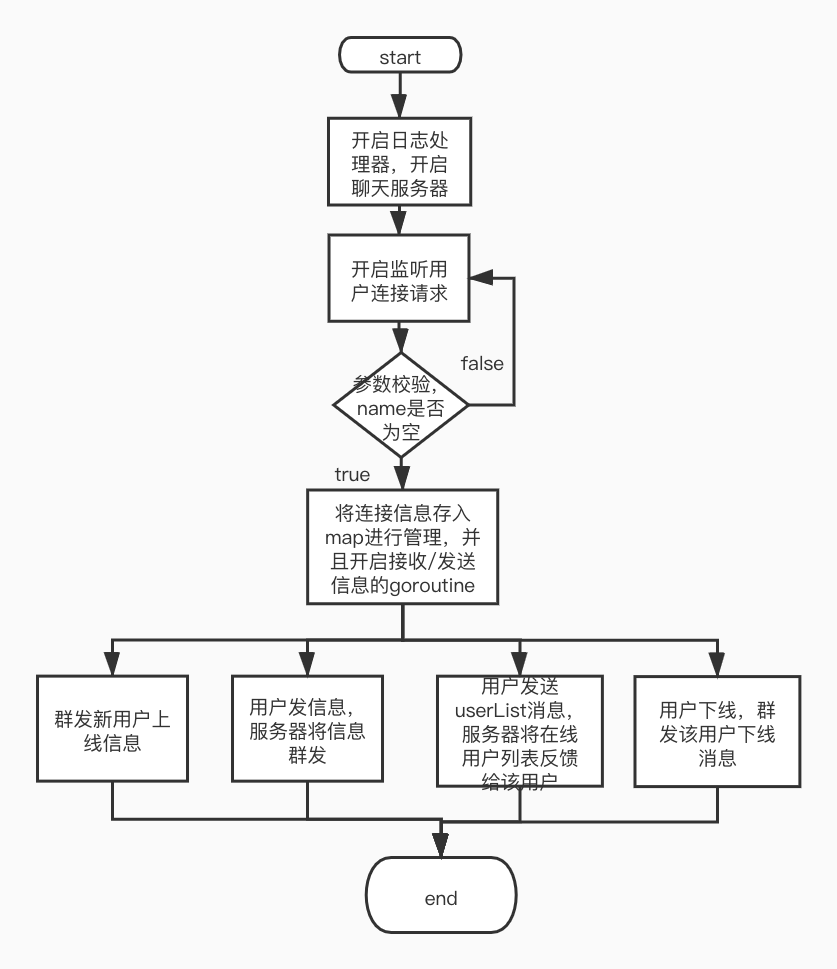 start
开启日志处
理器，开启
聊天服务器
开启监听用
户连接请求
false
参数校验，
name是否
为空
true
将连接信息存入
map进行管理，并
且开启接收/发送
信息的goroutine
群发新用户上
线信息
用户发信息，
服务器将信息
群发
用户发送
userList消息，
服务器将在线
用户列表反馈
给该用户
用户下线，群
发该用户下线
消息
end